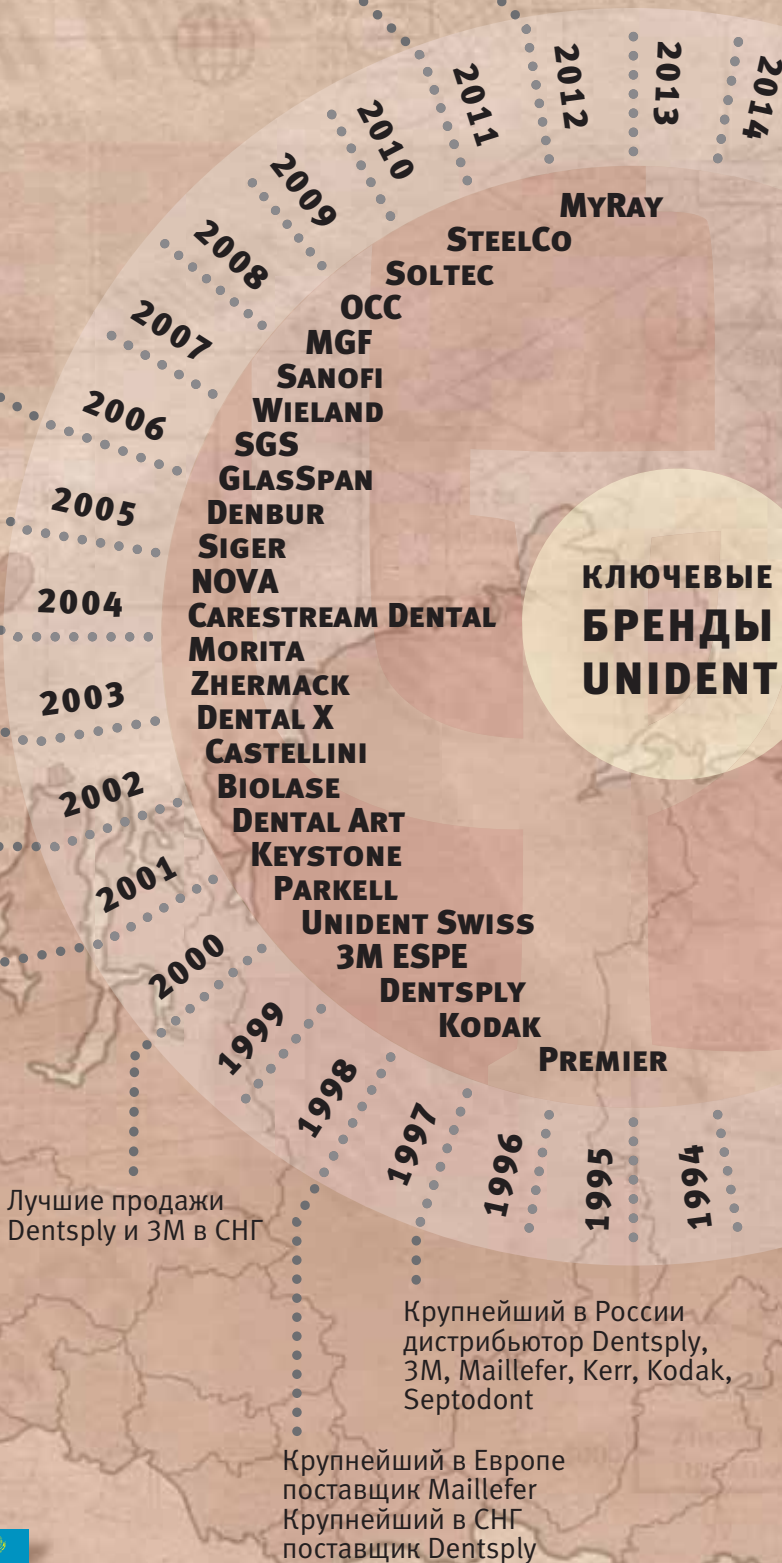 2014
2013
2012
2011
2010
2009
2008
2007
2006
2005
2004
2003
2002
2001
2000
1999
1998
1997
1996
1995
1994
MYRAY
STEELCO
SOLTEC
OCC
MGF
SANOFI
WIELAND
SGS
GLASSPAN
DENBUR
SIGER
NOVA
CARESTREAM DENTAL
MORITA
ZHERMACK
DENTAL X
CASTELLINI
BIOLASE
DENTAL ART
KEYSTONE
PARKELL
UNIDENT SWISS
3M ESPE
DENTSPLY
KODAK
PREMIER
КЛЮЧЕВЫЕ
БРЕНДЫ
UNIDENT
Лучшие продажи
Dentsply и 3М в СНГ
Крупнейший в России
дистрибьютор Dentsply,
3М, Maillefer, Kerr, Kodak,
Septodont
Крупнейший в Европе
поставщик Maillefer
Крупнейший в СНГ
поставщик Dentsply